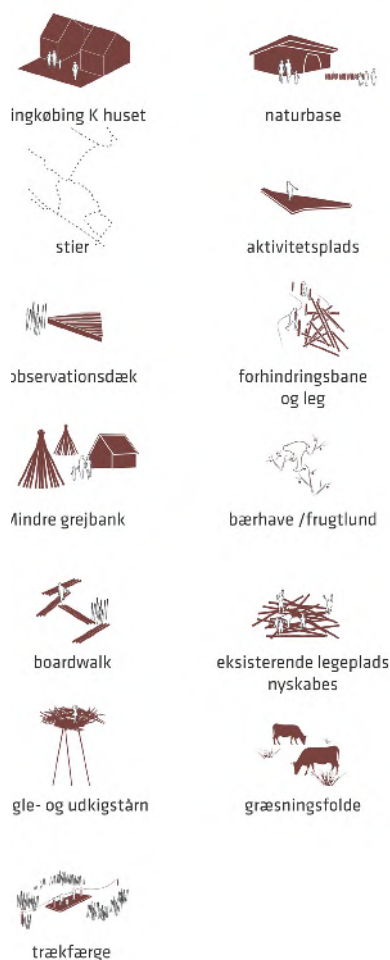 ingkøbing K huset
naturbase
stier
aktivitetsplads
observationsdæk
forhindringsbane
og leg
Mindre grejbank
bærhave /frugtlund
boardwalk
eksisterende legeplads
nyskabes
gle- og udkigstårn
græsningsfolde
trækfærge